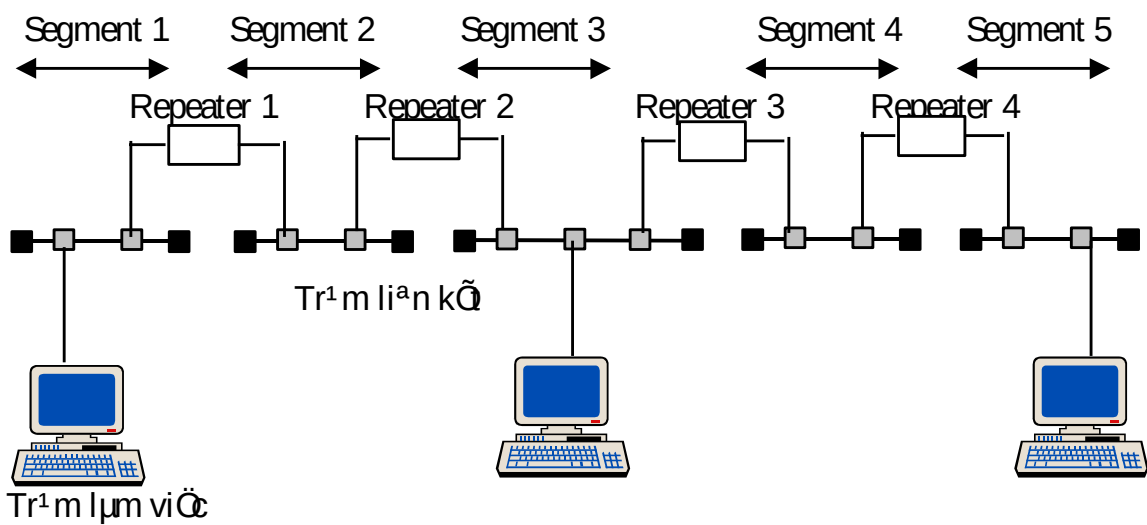 Segment 1 Segment 2 Segment 3 Segment 4 Segment 5
Repeater 1 Repeater 2 Repeater 3 Repeater 4
Tr¹m liªn kÕt
Tr¹m lµm viÖc